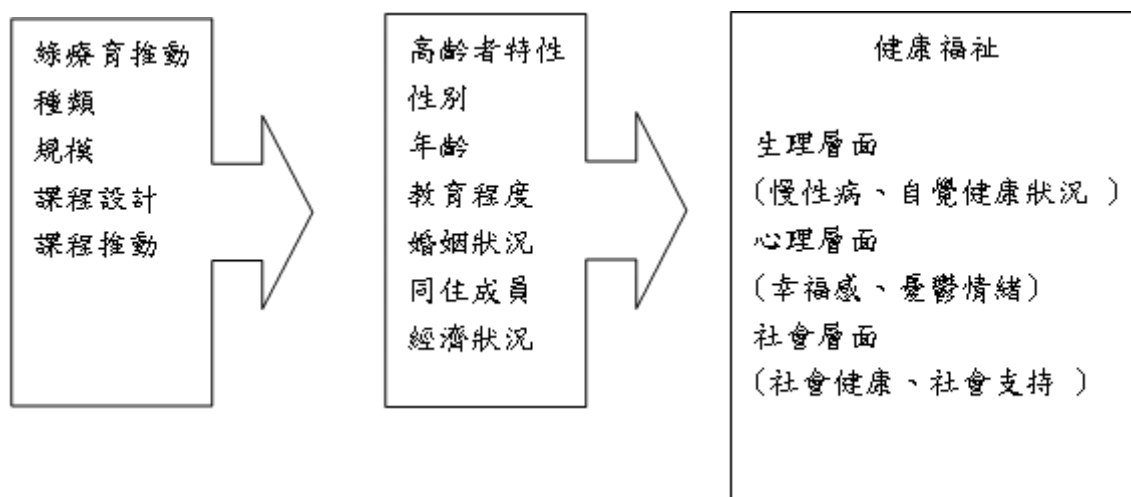 綠療育推動
種類
規模
課程設計
課程推動
高齡者特性
性別
年齡
教育程度
婚姻狀況
同住成員
經濟狀況
健康福祉
生理層面
(慢性病、自覺健康狀況 )
心理層面
(幸福感、憂鬱情緒)
社會層面
(社會健康、社會支持 )